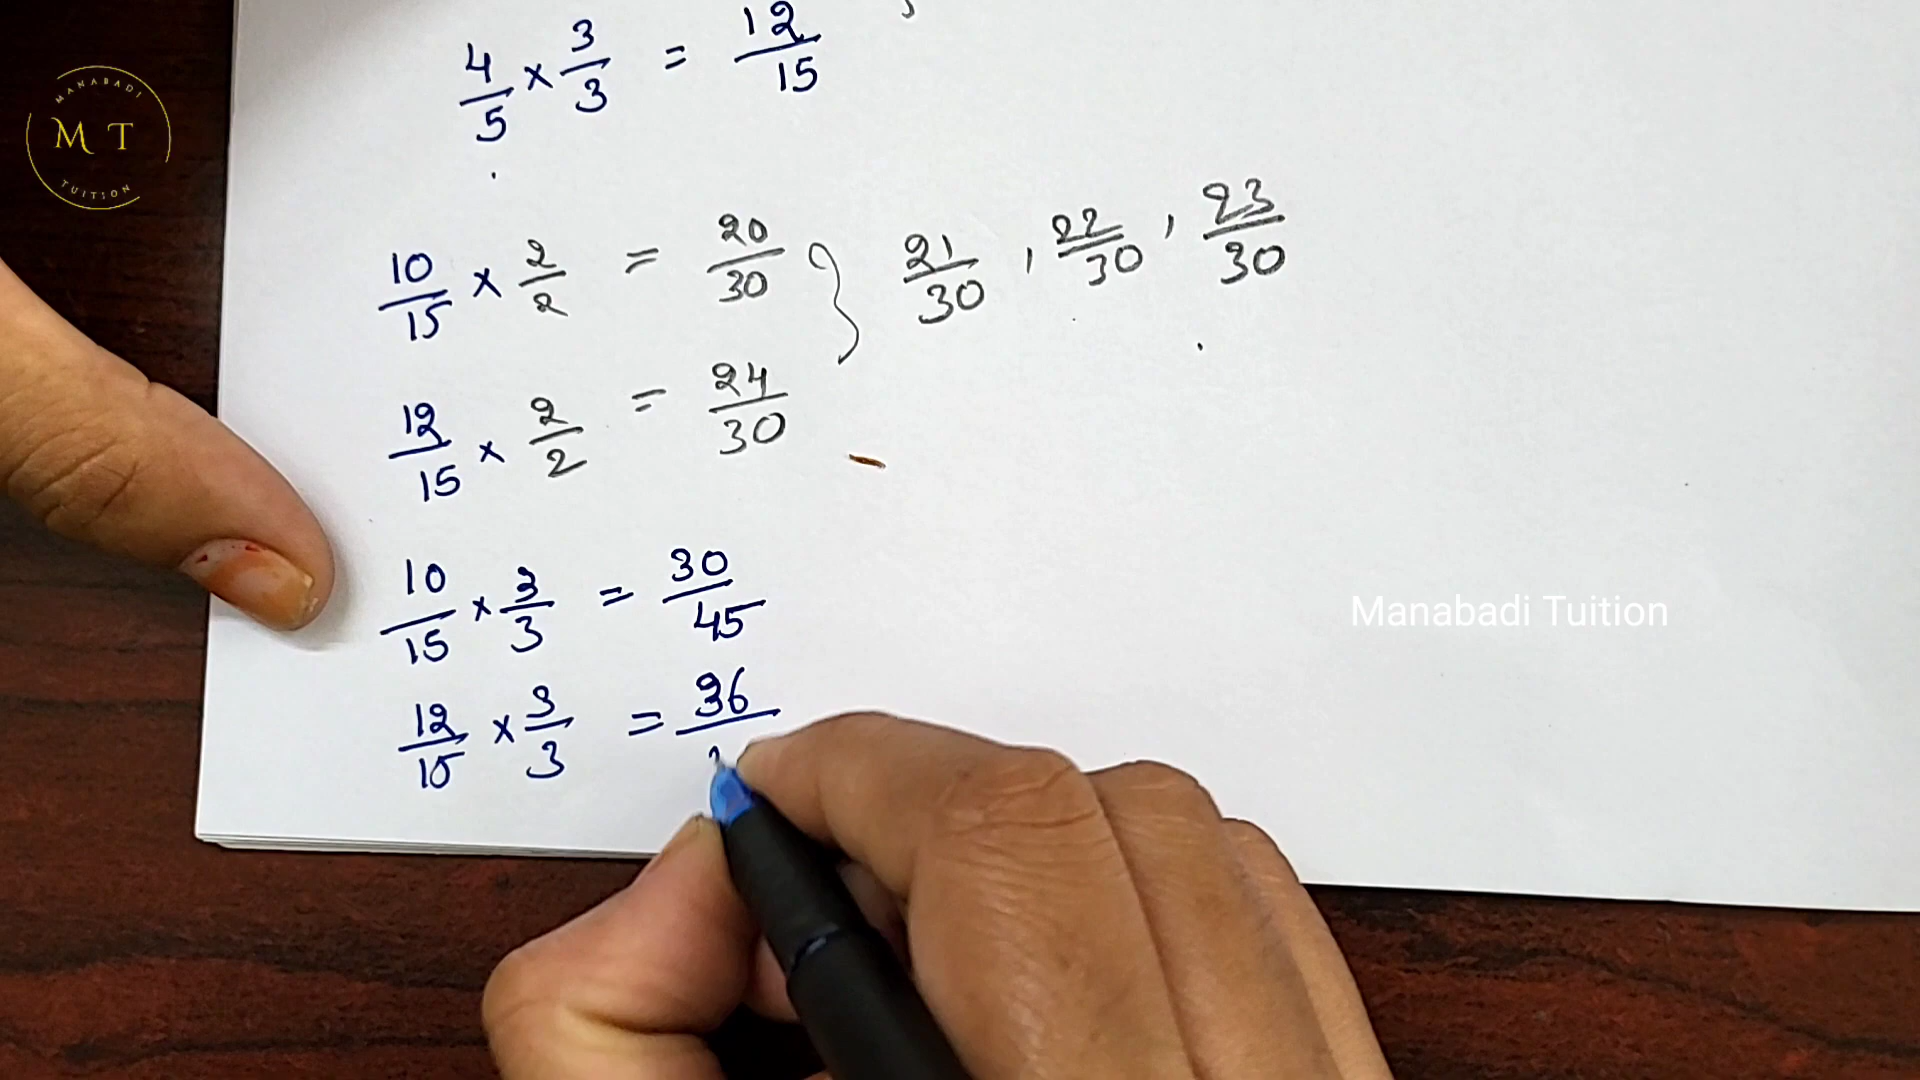 MANABADI
M T
TUITION
4/5 × 3/3 = 12/15
10/15 × 2/2 = 20/30 } 21/30 , 22/30 , 23/30
12/15 × 2/2 = 24/30
10/15 × 3/3 = 30/45
12/15 × 3/3 = 36/
Manabadi Tuition